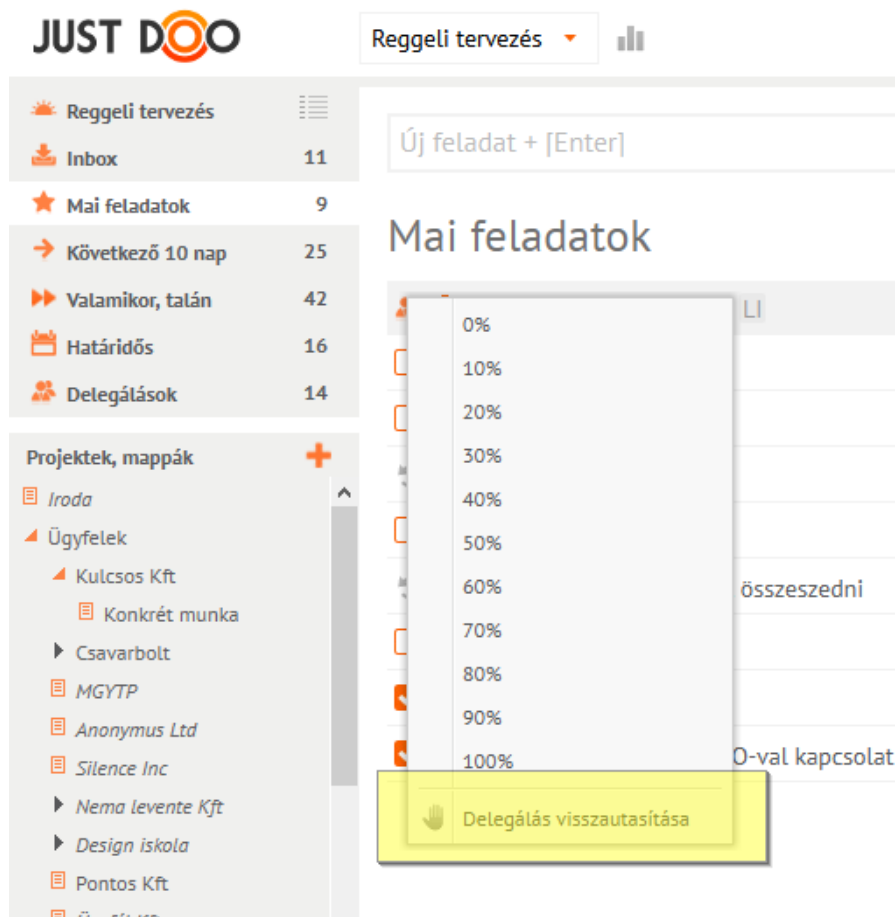 JUST DOO
Reggeli tervezés
Reggeli tervezés
Inbox 11
Mai feladatok 9
Következő 10 nap 25
Valamikor, talán 42
Határidős 16
Delegálások 14
Projektek, mappák
Iroda
Ügyfelek
Kulcsos Kft
Konkrét munka
Csavarbolt
MGYTP
Anonymus Ltd
Silence Inc
Nema levente Kft
Design iskola
Pontos Kft
Új feladat + [Enter]
Mai feladatok
LI
0%
10%
20%
30%
40%
50%
60%
összeszedni
70%
80%
90%
100%
O-val kapcsolat
Delegálás visszautasítása